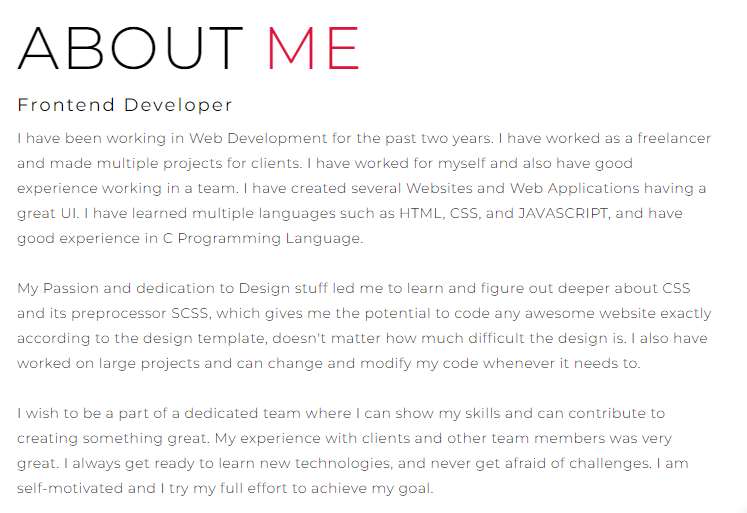 ABOUT ME
Frontend Developer
I have been working in Web Development for the past two years. I have worked as a freelancer
and made multiple projects for clients. I have worked for myself and also have good
experience working in a team. I have created several Websites and Web Applications having a
great UI. I have learned multiple languages such as HTML, CSS, and JAVASCRIPT, and have
good experience in C Programming Language.
My Passion and dedication to Design stuff led me to learn and figure out deeper about CSS
and its preprocessor SCSS, which gives me the potential to code any awesome website exactly
according to the design template, doesn't matter how much difficult the design is. I also have
worked on large projects and can change and modify my code whenever it needs to.
I wish to be a part of a dedicated team where I can show my skills and can contribute to
creating something great. My experience with clients and other team members was very
great. I always get ready to learn new technologies, and never get afraid of challenges. I am
self-motivated and I try my full effort to achieve my goal.